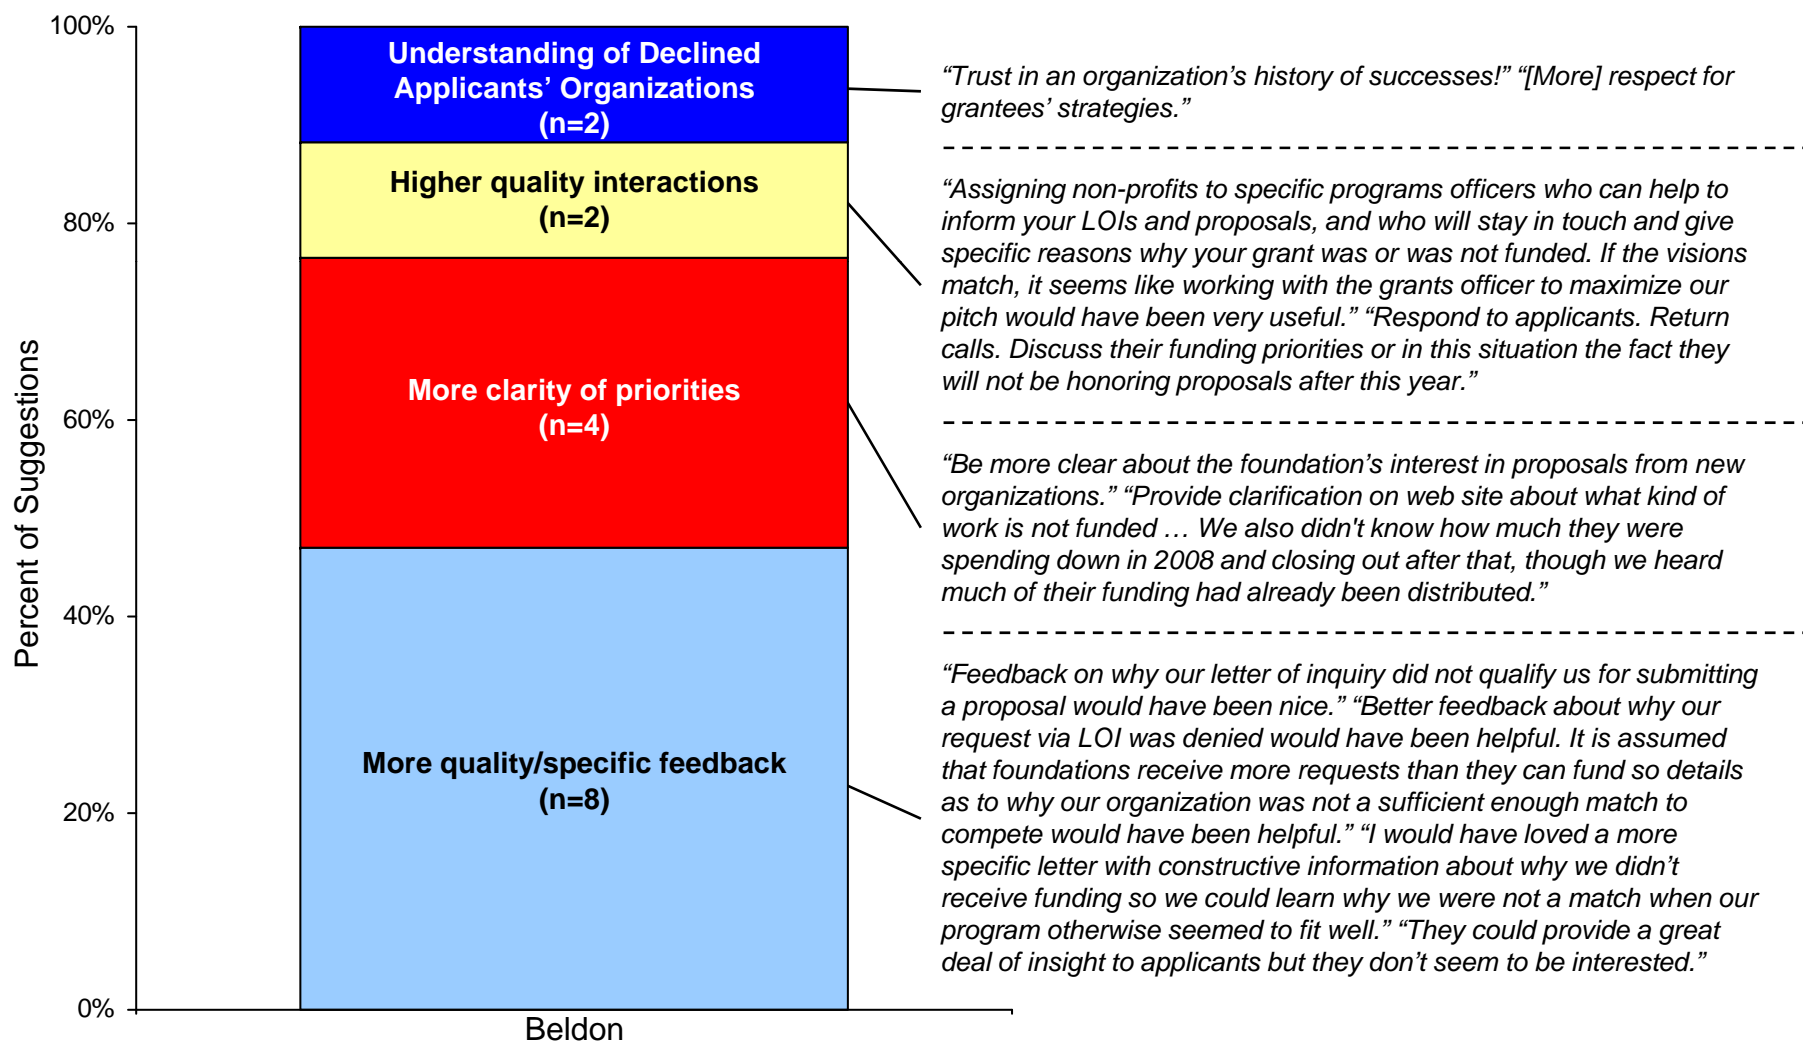 100%
80%
60%
40%
20%
0%
Percent of Suggestions
Understanding of Declined
Applicants’ Organizations
(n=2)
Higher quality interactions
(n=2)
More clarity of priorities
(n=4)
More quality/specific feedback
(n=8)
Beldon
“Trust in an organization’s history of successes!” “[More] respect for
grantees’ strategies.”
“Assigning non-profits to specific programs officers who can help to
inform your LOIs and proposals, and who will stay in touch and give
specific reasons why your grant was or was not funded. If the visions
match, it seems like working with the grants officer to maximize our
pitch would have been very useful.” “Respond to applicants. Return
calls. Discuss their funding priorities or in this situation the fact they
will not be honoring proposals after this year.”
“Be more clear about the foundation’s interest in proposals from new
organizations.” “Provide clarification on web site about what kind of
work is not funded … We also didn't know how much they were
spending down in 2008 and closing out after that, though we heard
much of their funding had already been distributed.”
“Feedback on why our letter of inquiry did not qualify us for submitting
a proposal would have been nice.” “Better feedback about why our
request via LOI was denied would have been helpful. It is assumed
that foundations receive more requests than they can fund so details
as to why our organization was not a sufficient enough match to
compete would have been helpful.” “I would have loved a more
specific letter with constructive information about why we didn’t
receive funding so we could learn why we were not a match when our
program otherwise seemed to fit well.” “They could provide a great
deal of insight to applicants but they don’t seem to be interested.”